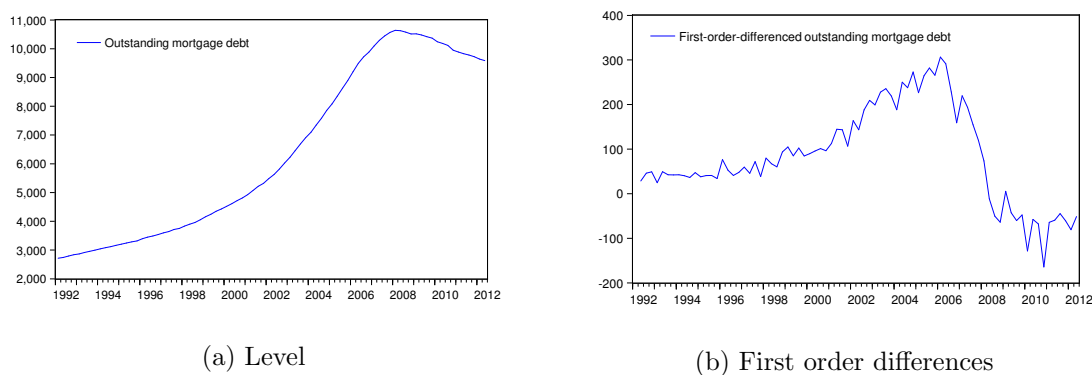 11,000
10,000
9,000
8,000
7,000
6,000
5,000
4,000
3,000
2,000
Outstanding mortgage debt
1992 1994 1996 1998 2000 2002 2004 2006 2008 2010 2012
(a) Level
400
300
200
100
0
-100
-200
First-order-differenced outstanding mortgage debt
1992 1994 1996 1998 2000 2002 2004 2006 2008 2010 2012
(b) First order differences